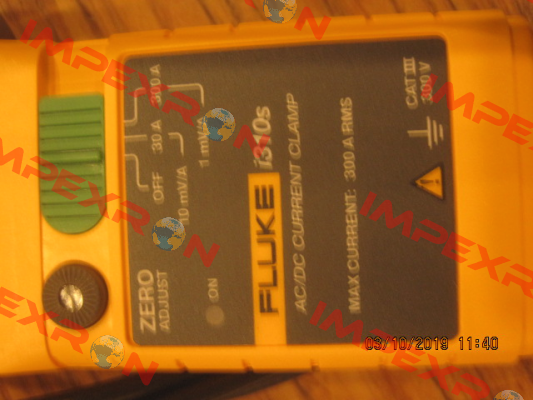 OFF 30 A 300 A
10 mV/A
1 mV/A
ZERO
ADJUST
ON
FLUKE i310s
AC/DC CURRENT CLAMP
MAX CURRENT: 300 A RMS
CAT III
300 V
03/10/2019 11:40
IMPEXRON
IMPEXRON
IMPEXRON
IMPEXRON